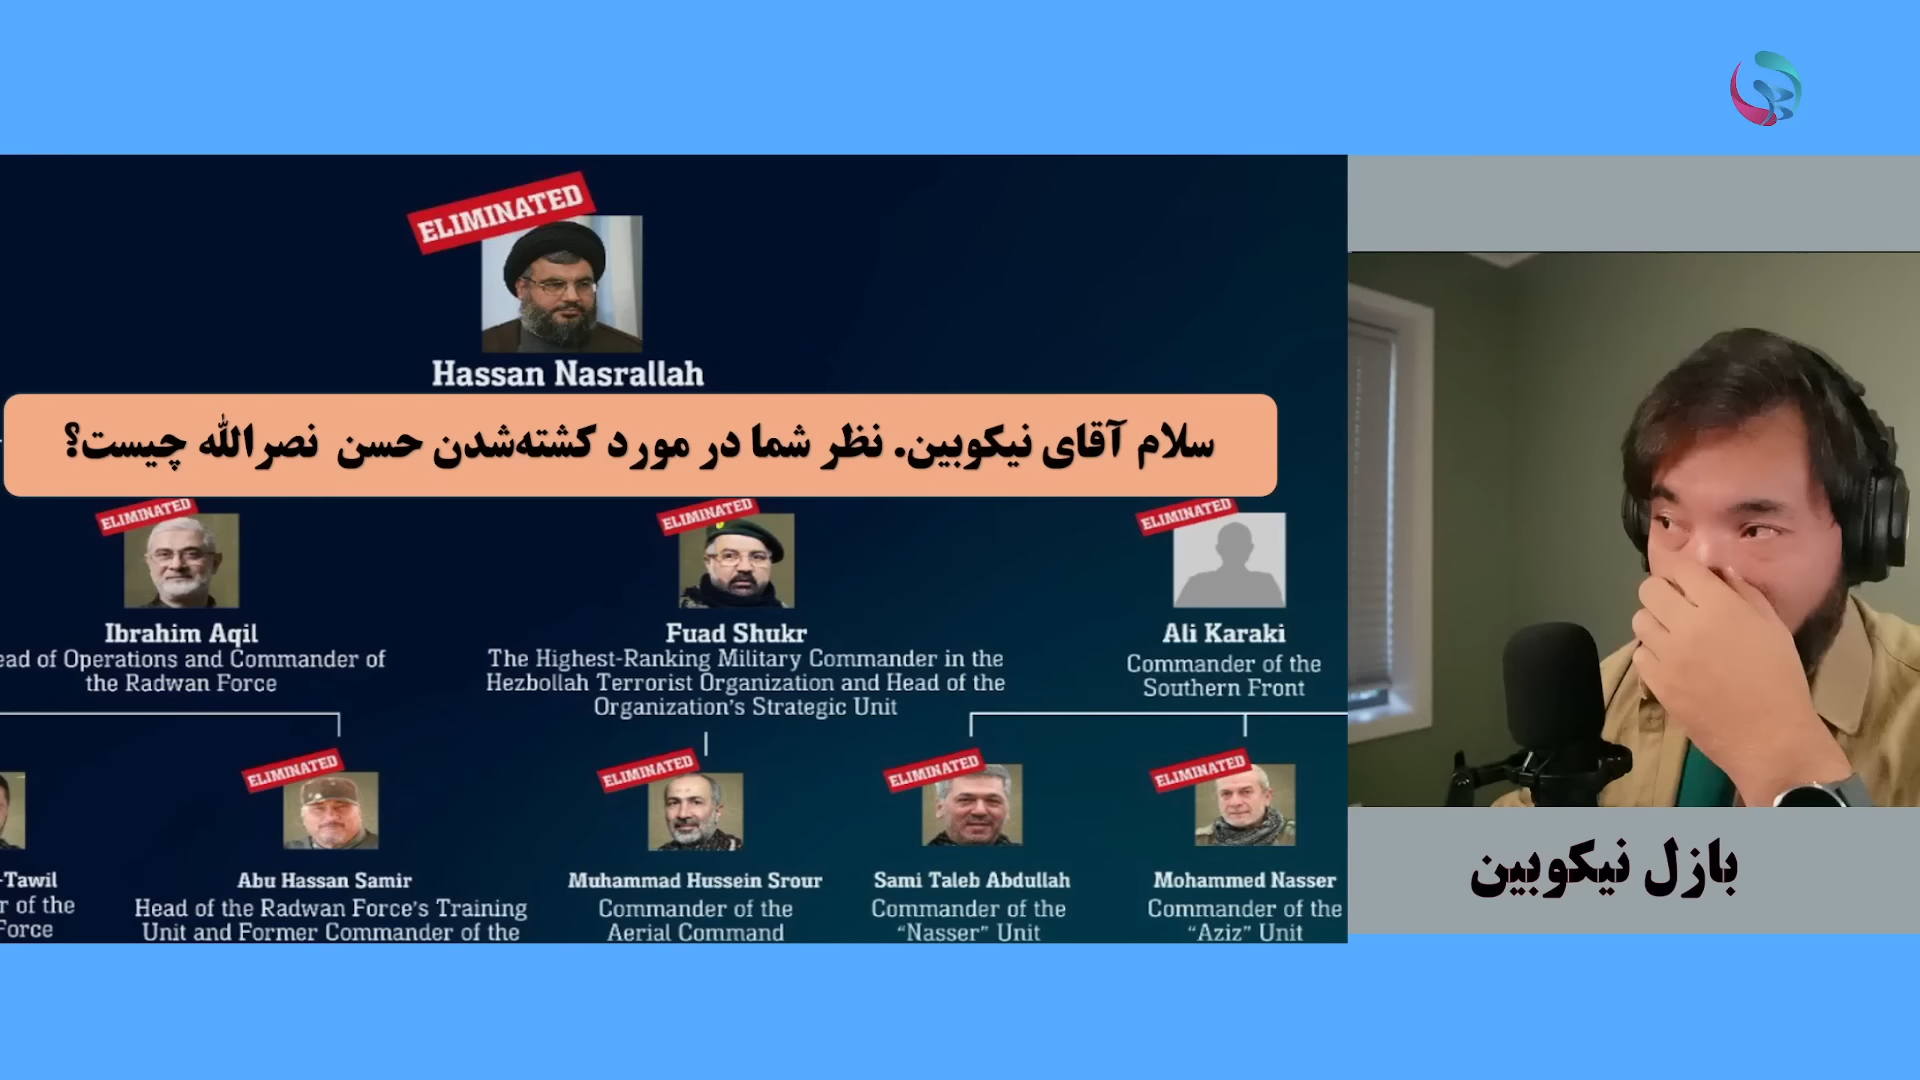 ELIMINATED
Hassan Nasrallah
سلام آقای نیکوبین. نظر شما در مورد کشته‌شدن حسن نصرالله چیست؟
ELIMINATED
Ibrahim Aqil
ead of Operations and Commander of
the Radwan Force
ELIMINATED
Fuad Shukr
The Highest-Ranking Military Commander in the
Hezbollah Terrorist Organization and Head of the
Organization's Strategic Unit
ELIMINATED
Ali Karaki
Commander of the
Southern Front
-Tawil
r of the
Force
ELIMINATED
Abu Hassan Samir
Head of the Radwan Force's Training
Unit and Former Commander of the
ELIMINATED
Muhammad Hussein Srour
Commander of the
Aerial Command
ELIMINATED
Sami Taleb Abdullah
Commander of the
“Nasser” Unit
ELIMINATED
Mohammed Nasser
Commander of the
“Aziz” Unit
بازل نیکوبین